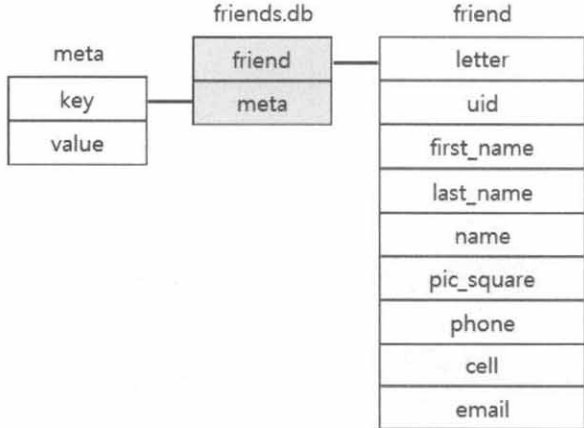 friends.db
friend
meta
meta
key
value
friend
letter
uid
first_name
last_name
name
pic_square
phone
cell
email